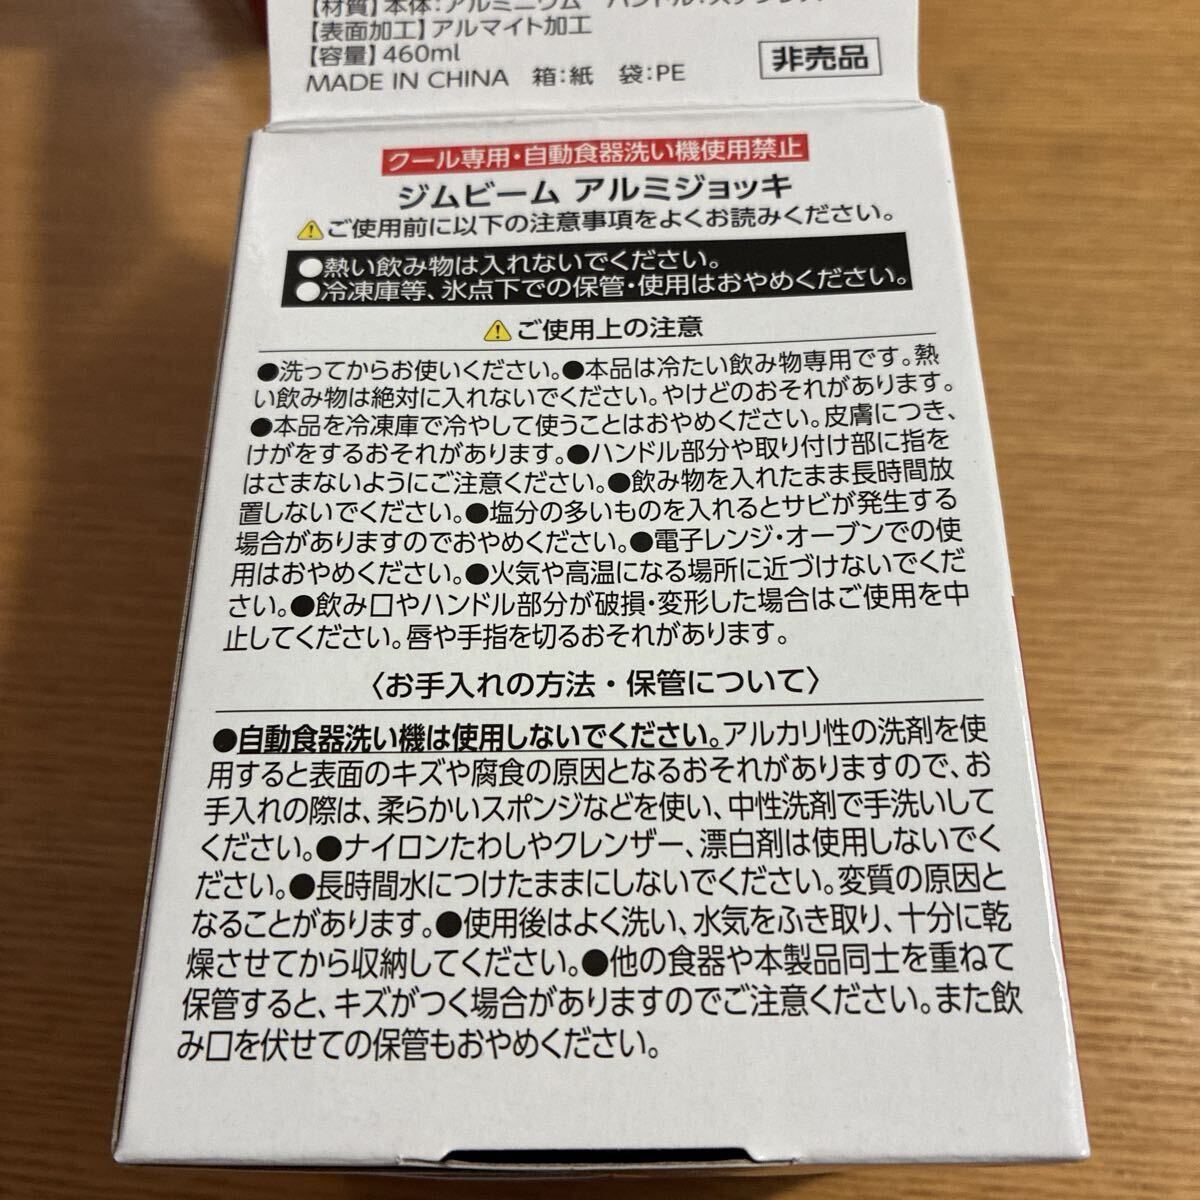 【材質】本体：アルミニウム ハンドル：ステンレス
【表面加工】アルマイト加工
【容量】460ml
MADE IN CHINA 箱：紙 袋：PE
非売品
クール専用・自動食器洗い機使用禁止
ジムビーム アルミジョッキ
⚠ご使用前に以下の注意事項をよくお読みください。
●熱い飲み物は入れないでください。
●冷凍庫等、氷点下での保管・使用はおやめください。
⚠ご使用上の注意
●洗ってからお使いください。●本品は冷たい飲み物専用です。熱
い飲み物は絶対に入れないでください。やけどのおそれがあります。
●本品を冷凍庫で冷やして使うことはおやめください。皮膚につき、
けがをするおそれがあります。●ハンドル部分や取り付け部に指を
はさまないようにご注意ください。●飲み物を入れたまま長時間放
置しないでください。●塩分の多いものを入れるとサビが発生する
場合がありますのでおやめください。●電子レンジ・オーブンでの使
用はおやめください。●火気や高温になる場所に近づけないでくだ
さい。●飲み口やハンドル部分が破損・変形した場合はご使用を中
止してください。唇や手指を切るおそれがあります。
〈お手入れの方法・保管について〉
●自動食器洗い機は使用しないでください。アルカリ性の洗剤を使
用すると表面のキズや腐食の原因となるおそれがありますので、お
手入れの際は、柔らかいスポンジなどを使い、中性洗剤で手洗いして
ください。●ナイロンたわしやクレンザー、漂白剤は使用しないでく
ださい。●長時間水につけたままにしないでください。変質の原因と
なることがあります。●使用後はよく洗い、水気をふき取り、十分に乾
燥させてから収納してください。●他の食器や本製品同士を重ねて
保管すると、キズがつく場合がありますのでご注意ください。また飲
み口を伏せての保管もおやめください。